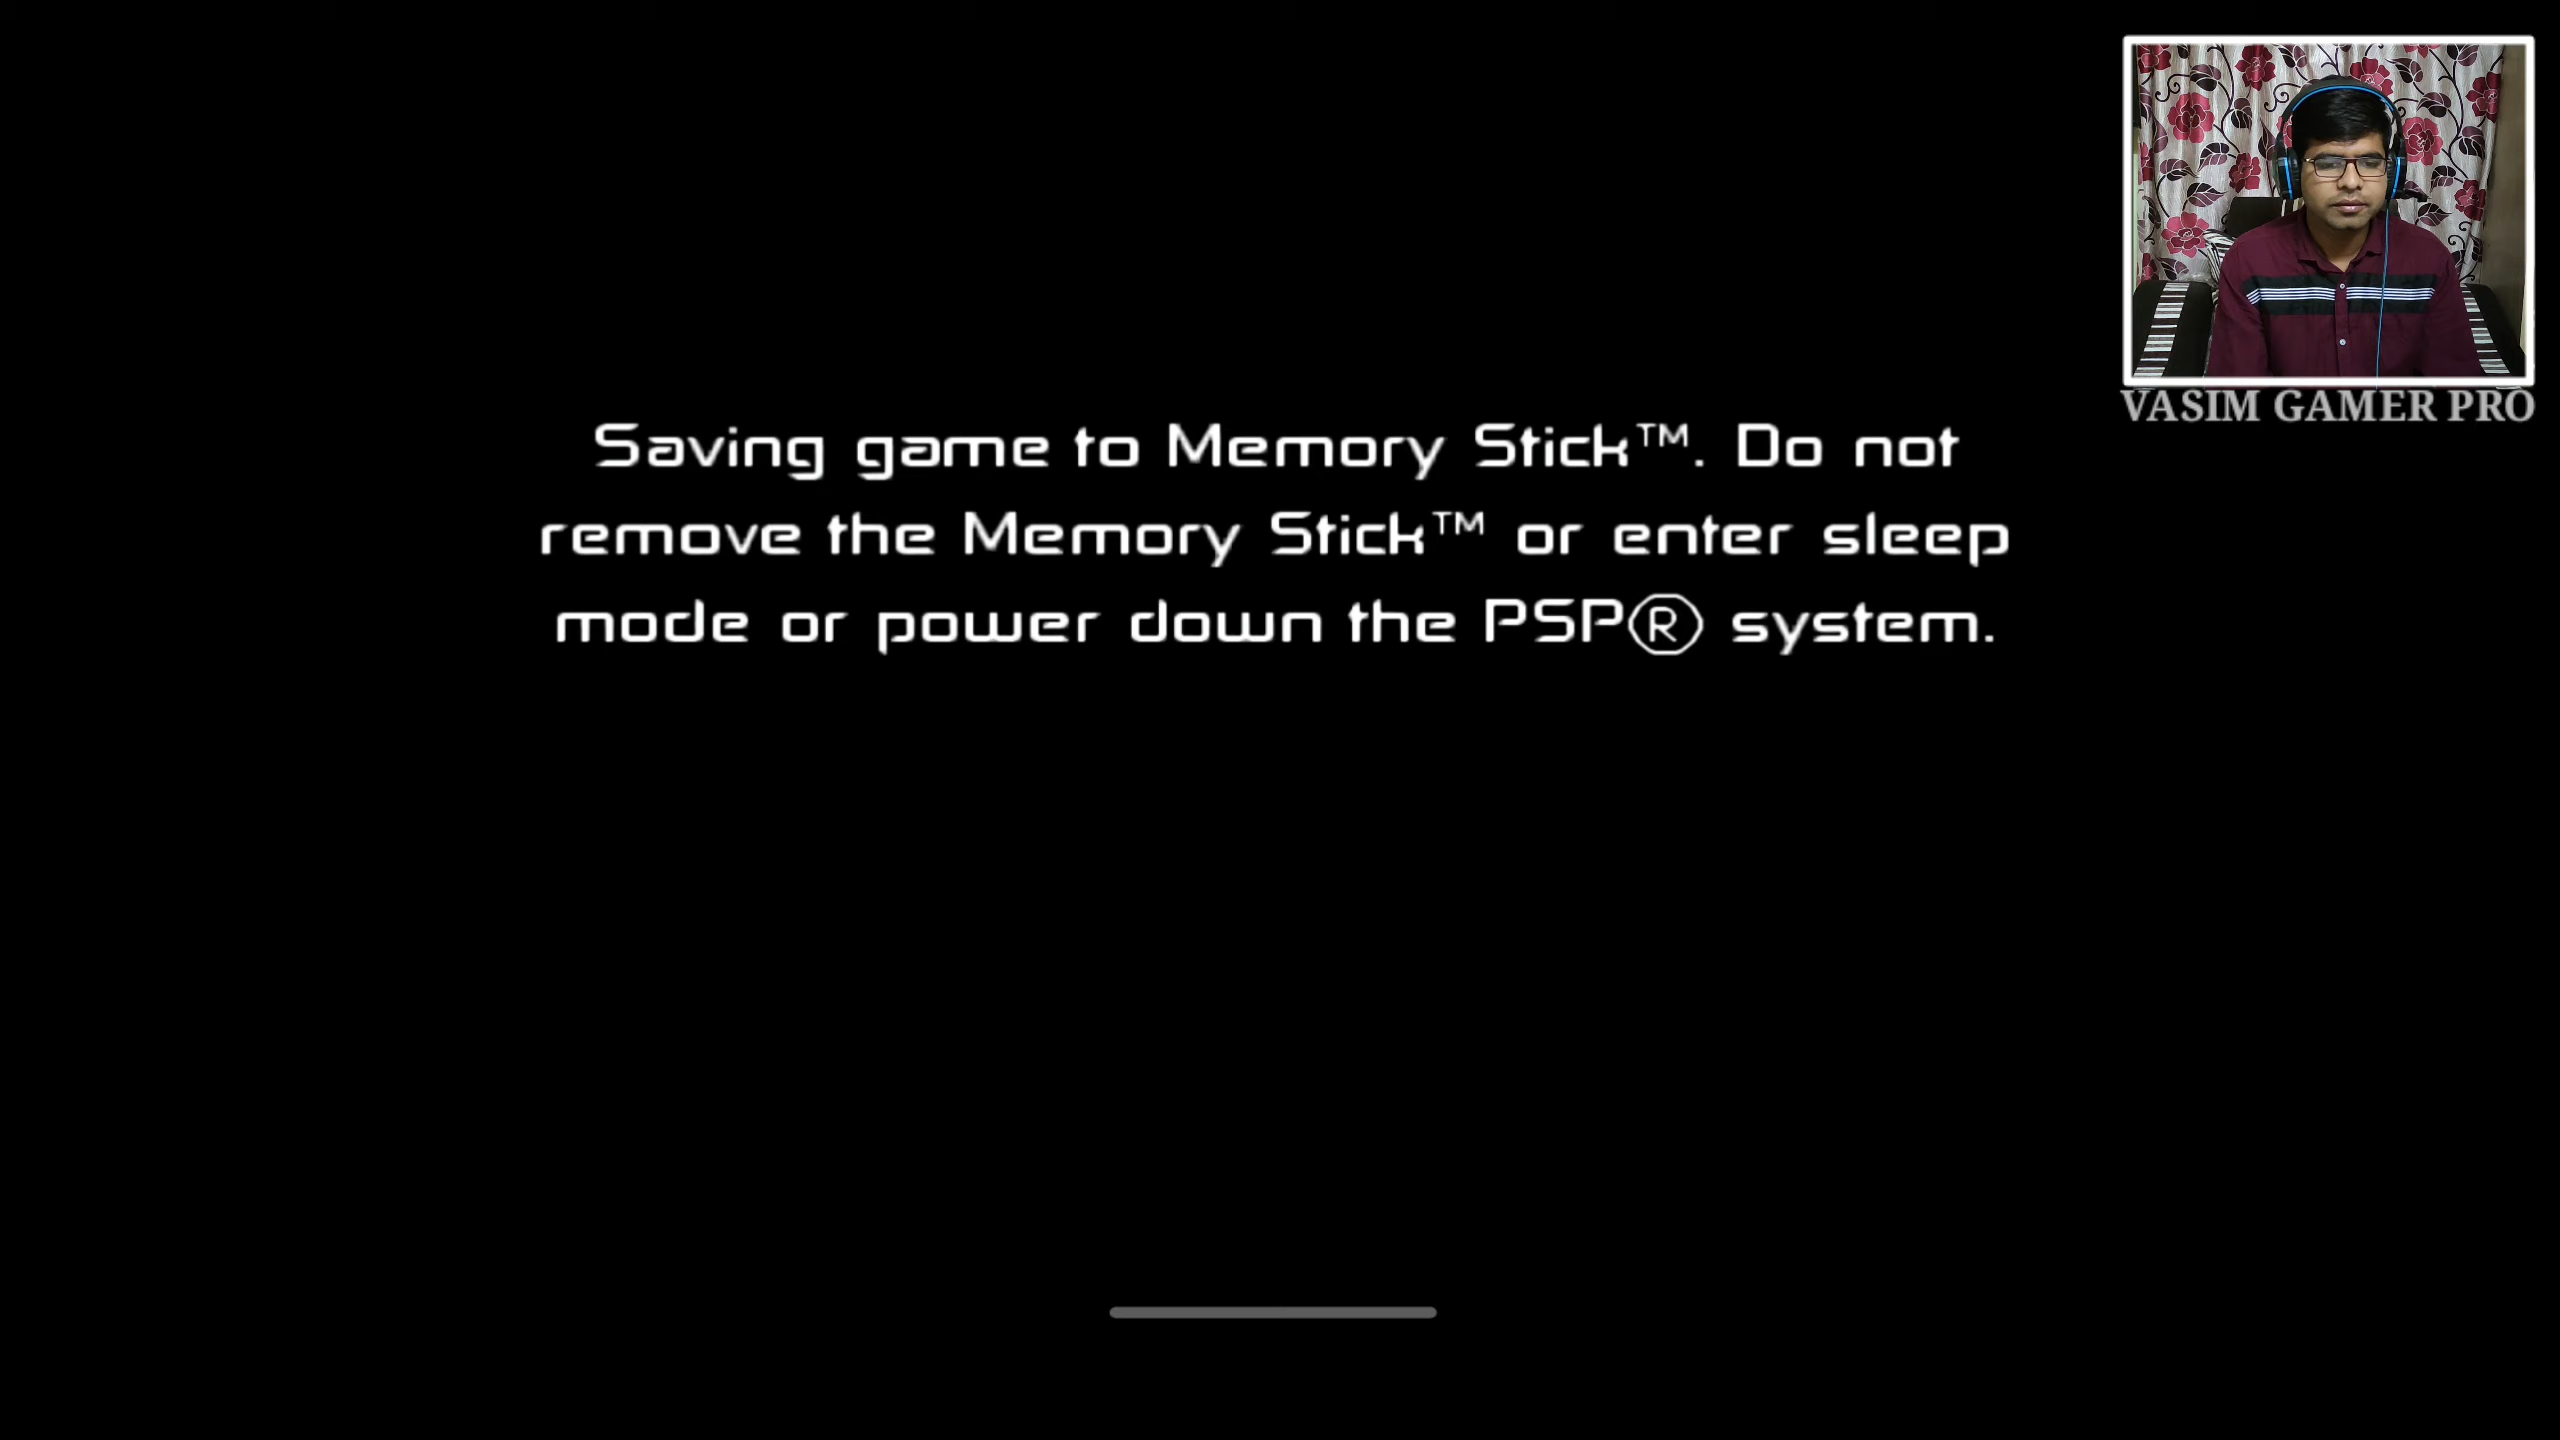 Saving game to Memory Stick™. Do not
remove the Memory Stick™ or enter sleep
mode or power down the PSP® system.
VASIM GAMER PRO